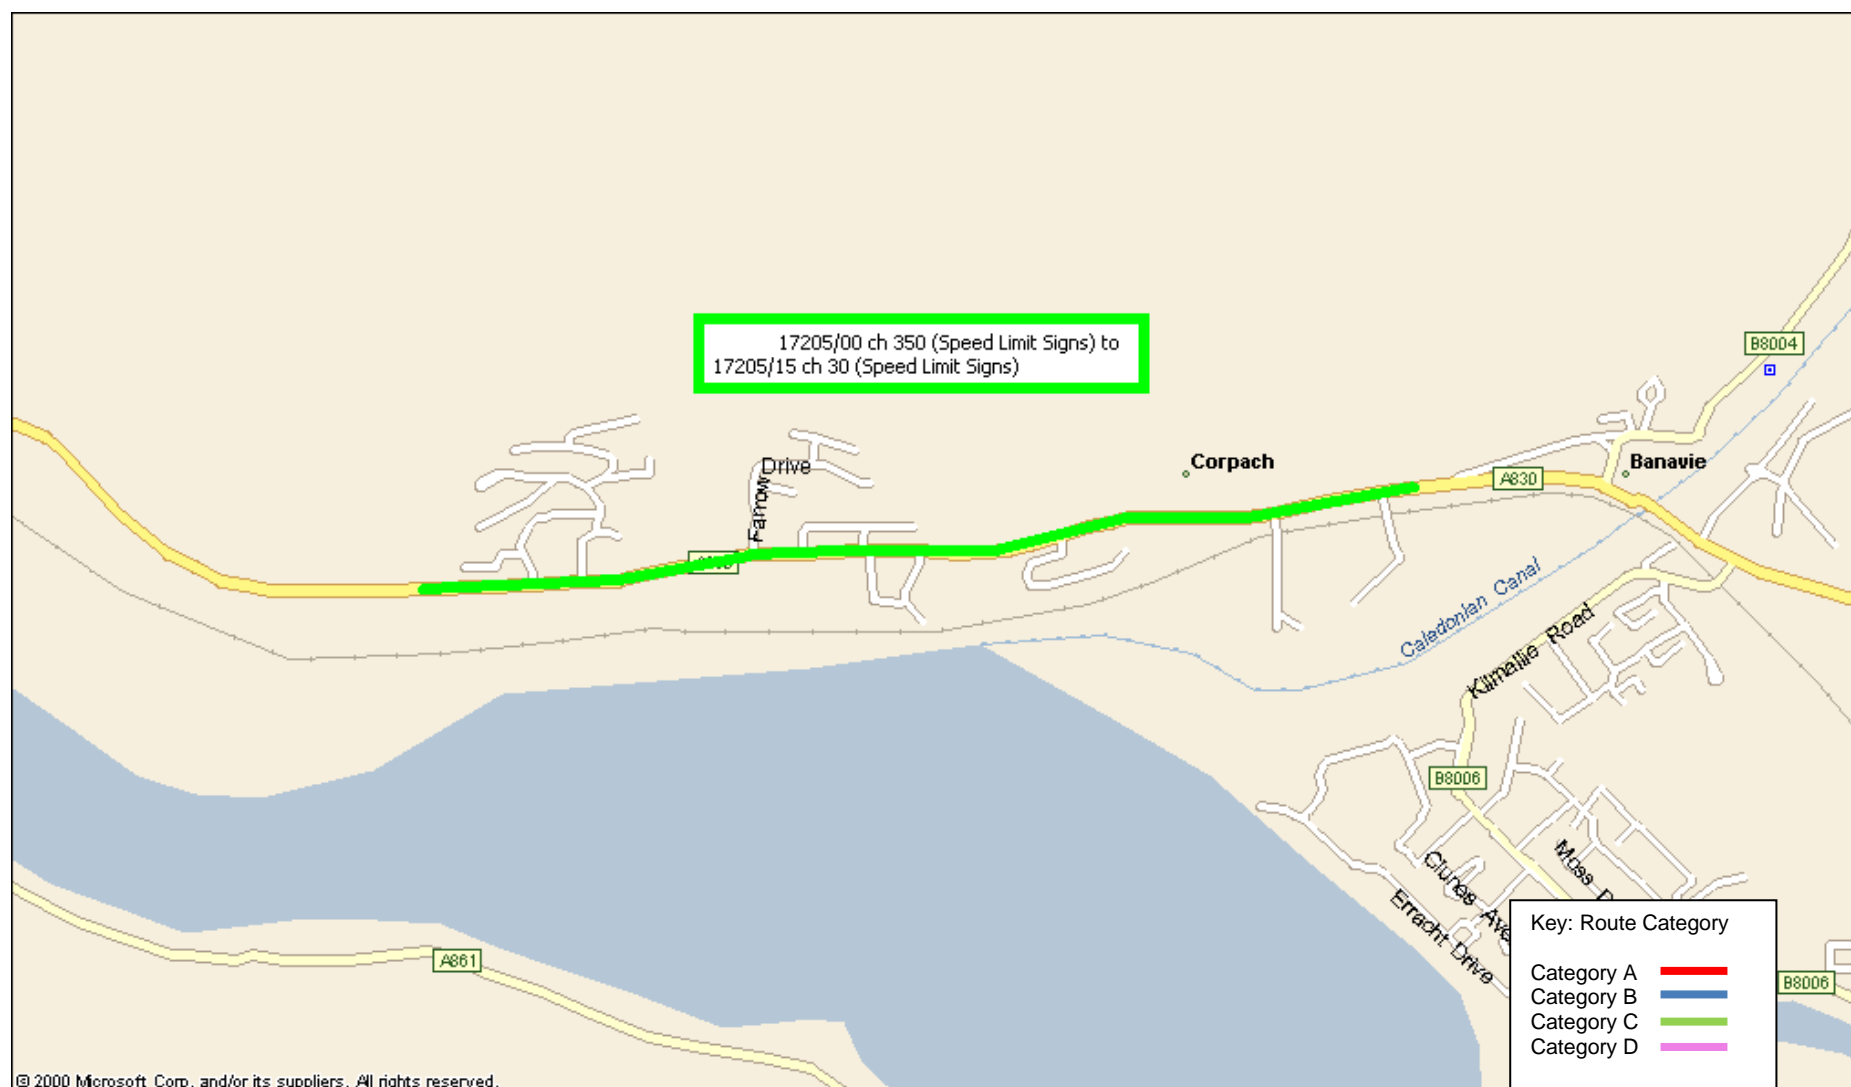 17205/00 ch 350 (Speed Limit Signs) to
17205/15 ch 30 (Speed Limit Signs)
B8004
Corpach
Banavie
A830
Farrow Drive
Caledonian Canal
Kilmallie Road
B8006
Moss
Clunes Ave
Erracht Drive
A861
B8006
Key: Route Category
Category A
Category B
Category C
Category D
© 2000 Microsoft Corp. and/or its suppliers. All rights reserved.